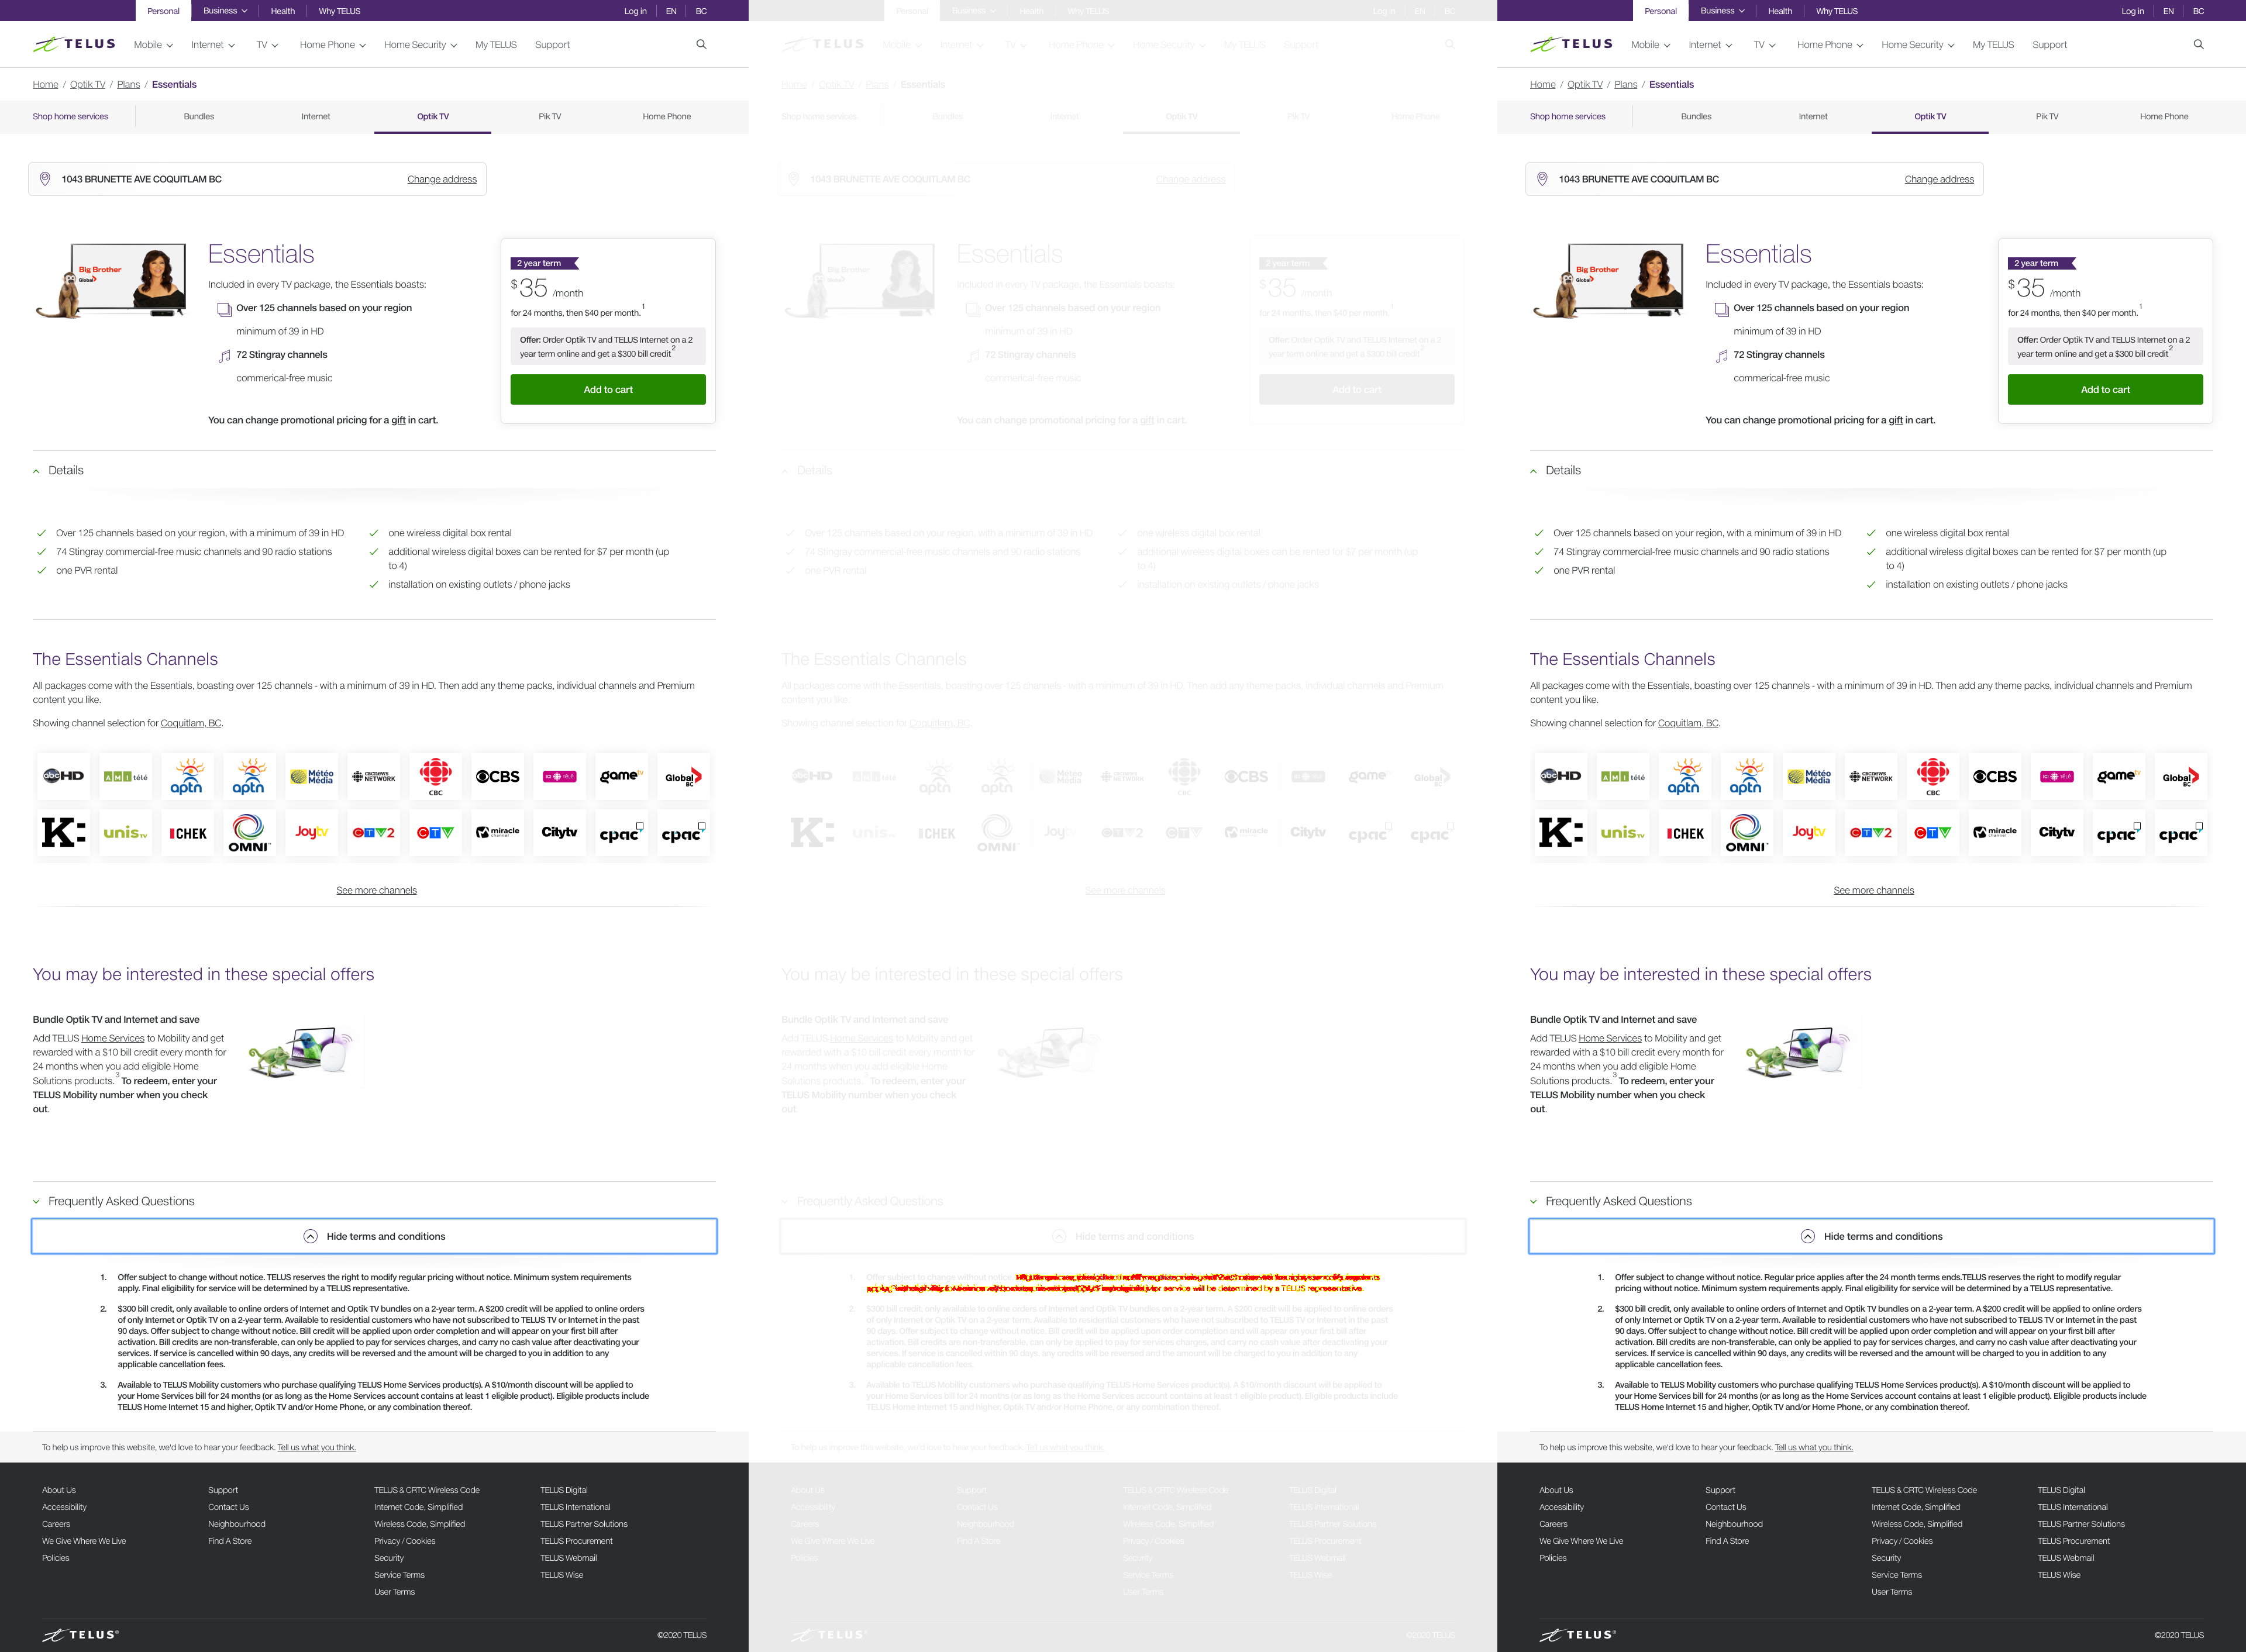 Personal Business Health Why TELUS Log in EN BC
TELUS Mobile Internet TV Home Phone Home Security My TELUS Support
Home / Optik TV / Plans / Essentials
Shop home services Bundles Internet Optik TV Pik TV Home Phone
1043 BRUNETTE AVE COQUITLAM BC Change address
Big Brother
Global
Essentials
Included in every TV package, the Essentials boasts:
Over 125 channels based on your region
minimum of 39 in HD
72 Stingray channels
commerical-free music
You can change promotional pricing for a gift in cart.
2 year term
$35 /month
for 24 months, then $40 per month.1
Offer: Order Optik TV and TELUS Internet on a 2
year term online and get a $300 bill credit2
Add to cart
Details
Over 125 channels based on your region, with a minimum of 39 in HD
74 Stingray commercial-free music channels and 90 radio stations
one PVR rental
one wireless digital box rental
additional wireless digital boxes can be rented for $7 per month (up
to 4)
installation on existing outlets / phone jacks
The Essentials Channels
All packages come with the Essentials, boasting over 125 channels - with a minimum of 39 in HD. Then add any theme packs, individual channels and Premium
content you like.
Showing channel selection for Coquitlam, BC.
abcHD AMI télé aptn aptn Météo Média cbcnews NETWORK CBC CBS ICI TÉLÉ gametv Global BC
K: unis TV CHEK OMNI Joytv CTV2 CTV miracle channel Citytv cpac cpac
See more channels
You may be interested in these special offers
Bundle Optik TV and Internet and save
Add TELUS Home Services to Mobility and get
rewarded with a $10 bill credit every month for
24 months when you add eligible Home
Solutions products.3 To redeem, enter your
TELUS Mobility number when you check
out.
Frequently Asked Questions
Hide terms and conditions
1. Offer subject to change without notice. TELUS reserves the right to modify regular pricing without notice. Minimum system requirements
apply. Final eligibility for service will be determined by a TELUS representative.
2. $300 bill credit, only available to online orders of Internet and Optik TV bundles on a 2-year term. A $200 credit will be applied to online orders
of only Internet or Optik TV on a 2-year term. Available to residential customers who have not subscribed to TELUS TV or Internet in the past
90 days. Offer subject to change without notice. Bill credit will be applied upon order completion and will appear on your first bill after
activation. Bill credits are non-transferable, can only be applied to pay for services charges, and carry no cash value after deactivating your
services. If service is cancelled within 90 days, any credits will be reversed and the amount will be charged to you in addition to any
applicable cancellation fees.
3. Available to TELUS Mobility customers who purchase qualifying TELUS Home Services product(s). A $10/month discount will be applied to
your Home Services bill for 24 months (or as long as the Home Services account contains at least 1 eligible product). Eligible products include
TELUS Home Internet 15 and higher, Optik TV and/or Home Phone, or any combination thereof.
To help us improve this website, we'd love to hear your feedback. Tell us what you think.
About Us Support TELUS & CRTC Wireless Code TELUS Digital
Accessibility Contact Us Internet Code, Simplified TELUS International
Careers Neighbourhood Wireless Code, Simplified TELUS Partner Solutions
We Give Where We Live Find A Store Privacy / Cookies TELUS Procurement
Policies Security TELUS Webmail
Service Terms TELUS Wise
User Terms
TELUS® ©2020 TELUS
Personal Business Health Why TELUS Log in EN BC
TELUS Mobile Internet TV Home Phone Home Security My TELUS Support
Home / Optik TV / Plans / Essentials
Shop home services Bundles Internet Optik TV Pik TV Home Phone
1043 BRUNETTE AVE COQUITLAM BC Change address
Essentials
Included in every TV package, the Essentials boasts:
Over 125 channels based on your region
minimum of 39 in HD
72 Stingray channels
commerical-free music
You can change promotional pricing for a gift in cart.
2 year term
$35 /month
for 24 months, then $40 per month.
Offer: Order Optik TV and TELUS Internet on a 2
year term online and get a $300 bill credit2
Add to cart
Details
Over 125 channels based on your region, with a minimum of 39 in HD
74 Stingray commercial-free music channels and 90 radio stations
one PVR rental
one wireless digital box rental
additional wireless digital boxes can be rented for $7 per month (up
to 4)
installation on existing outlets / phone jacks
The Essentials Channels
All packages come with the Essentials, boasting over 125 channels - with a minimum of 39 in HD. Then add any theme packs, individual channels and Premium
content you like.
Showing channel selection for Coquitlam, BC.
See more channels
You may be interested in these special offers
Bundle Optik TV and Internet and save
Add TELUS Home Services to Mobility and get
rewarded with a $10 bill credit every month for
24 months when you add eligible Home
Solutions products. To redeem, enter your
TELUS Mobility number when you check
out.
Frequently Asked Questions
Hide terms and conditions
1. Offer subject to change without notice.
for service will be determined by a TELUS representative.
2. $300 bill credit, only available to online orders of Internet and Optik TV bundles on a 2-year term. A $200 credit will be applied to online orders
of only Internet or Optik TV on a 2-year term. Available to residential customers who have not subscribed to TELUS TV or Internet in the past
90 days. Offer subject to change without notice. Bill credit will be applied upon order completion and will appear on your first bill after
activation. Bill credits are non-transferable, can only be applied to pay for services charges, and carry no cash value after deactivating your
services. If service is cancelled within 90 days, any credits will be reversed and the amount will be charged to you in addition to any
applicable cancellation fees.
3. Available to TELUS Mobility customers who purchase qualifying TELUS Home Services product(s). A $10/month discount will be applied to
your Home Services bill for 24 months (or as long as the Home Services account contains at least 1 eligible product). Eligible products include
TELUS Home Internet 15 and higher, Optik TV and/or Home Phone, or any combination thereof.
To help us improve this website, we'd love to hear your feedback. Tell us what you think.
About Us Support TELUS & CRTC Wireless Code TELUS Digital
Accessibility Contact Us Internet Code, Simplified TELUS International
Careers Neighbourhood Wireless Code, Simplified TELUS Partner Solutions
We Give Where We Live Find A Store Privacy / Cookies TELUS Procurement
Policies Security TELUS Webmail
Service Terms TELUS Wise
User Terms
TELUS ©2020 TELUS
Personal Business Health Why TELUS Log in EN BC
TELUS Mobile Internet TV Home Phone Home Security My TELUS Support
Home / Optik TV / Plans / Essentials
Shop home services Bundles Internet Optik TV Pik TV Home Phone
1043 BRUNETTE AVE COQUITLAM BC Change address
Big Brother
Global
Essentials
Included in every TV package, the Essentials boasts:
Over 125 channels based on your region
minimum of 39 in HD
72 Stingray channels
commerical-free music
You can change promotional pricing for a gift in cart.
2 year term
$35 /month
for 24 months, then $40 per month.1
Offer: Order Optik TV and TELUS Internet on a 2
year term online and get a $300 bill credit2
Add to cart
Details
Over 125 channels based on your region, with a minimum of 39 in HD
74 Stingray commercial-free music channels and 90 radio stations
one PVR rental
one wireless digital box rental
additional wireless digital boxes can be rented for $7 per month (up
to 4)
installation on existing outlets / phone jacks
The Essentials Channels
All packages come with the Essentials, boasting over 125 channels - with a minimum of 39 in HD. Then add any theme packs, individual channels and Premium
content you like.
Showing channel selection for Coquitlam, BC.
abcHD AMI télé aptn aptn Météo Média cbcnews NETWORK CBC CBS ICI TÉLÉ gametv Global BC
K: unis TV CHEK OMNI Joytv CTV2 CTV miracle channel Citytv cpac cpac
See more channels
You may be interested in these special offers
Bundle Optik TV and Internet and save
Add TELUS Home Services to Mobility and get
rewarded with a $10 bill credit every month for
24 months when you add eligible Home
Solutions products.3 To redeem, enter your
TELUS Mobility number when you check
out.
Frequently Asked Questions
Hide terms and conditions
1. Offer subject to change without notice. Regular price applies after the 24 month terms ends.TELUS reserves the right to modify regular
pricing without notice. Minimum system requirements apply. Final eligibility for service will be determined by a TELUS representative.
2. $300 bill credit, only available to online orders of Internet and Optik TV bundles on a 2-year term. A $200 credit will be applied to online orders
of only Internet or Optik TV on a 2-year term. Available to residential customers who have not subscribed to TELUS TV or Internet in the past
90 days. Offer subject to change without notice. Bill credit will be applied upon order completion and will appear on your first bill after
activation. Bill credits are non-transferable, can only be applied to pay for services charges, and carry no cash value after deactivating your
services. If service is cancelled within 90 days, any credits will be reversed and the amount will be charged to you in addition to any
applicable cancellation fees.
3. Available to TELUS Mobility customers who purchase qualifying TELUS Home Services product(s). A $10/month discount will be applied to
your Home Services bill for 24 months (or as long as the Home Services account contains at least 1 eligible product). Eligible products include
TELUS Home Internet 15 and higher, Optik TV and/or Home Phone, or any combination thereof.
To help us improve this website, we'd love to hear your feedback. Tell us what you think.
About Us Support TELUS & CRTC Wireless Code TELUS Digital
Accessibility Contact Us Internet Code, Simplified TELUS International
Careers Neighbourhood Wireless Code, Simplified TELUS Partner Solutions
We Give Where We Live Find A Store Privacy / Cookies TELUS Procurement
Policies Security TELUS Webmail
Service Terms TELUS Wise
User Terms
TELUS® ©2020 TELUS